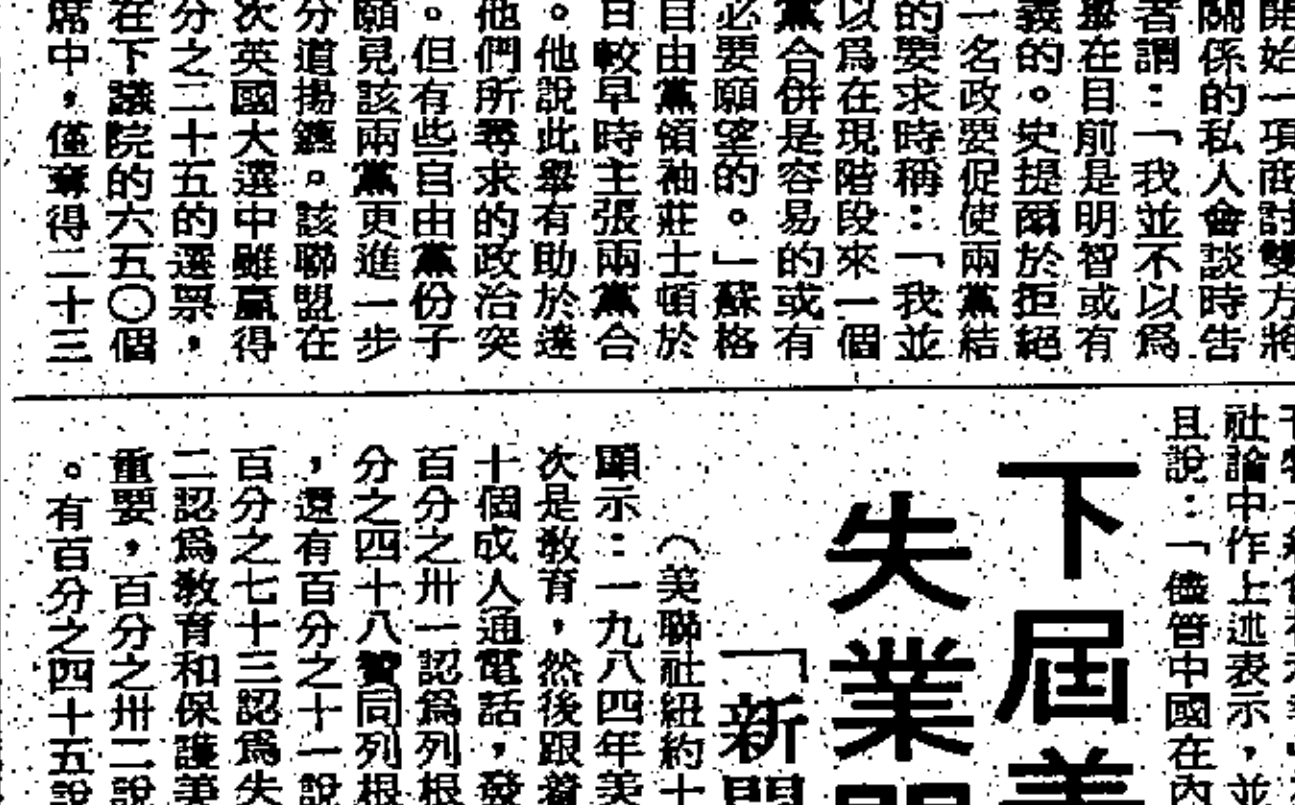 開始一項商討雙方將
關係的私人會談時告
者謂：「我並不以爲
舉在目前是明智或有
義的。史提爾於拒絕
一名政要促使兩黨結
的要求時稱：「我並
以爲在現階段來一個
黨合併是容易的或有
必要願望的。」蘇格
自由黨領袖莊士頓於
日較早時主張兩黨合
。他說此舉有助於達
他們所尋求的政治突
。但有些自由黨份子
願見該兩黨更進一步
分道揚鑣。該聯盟在
次英國大選中雖贏得
分之二十五的選票，
在下議院的六五〇個
席中，僅奪得二十三
社論中作上述表示，並
且說：「儘管中國在內
下屆美
失業問
「新聞
（美聯社紐約十
顯示：一九八四年美
次是教育，然後跟着
十個成人通電話，發
百分之卅一認爲列根
分之四十八贊同列根
，還有百分之十一說
百分之七十三認爲失
二認爲教育和保護美
重要，百分之卅二說
。有百分之四十五說